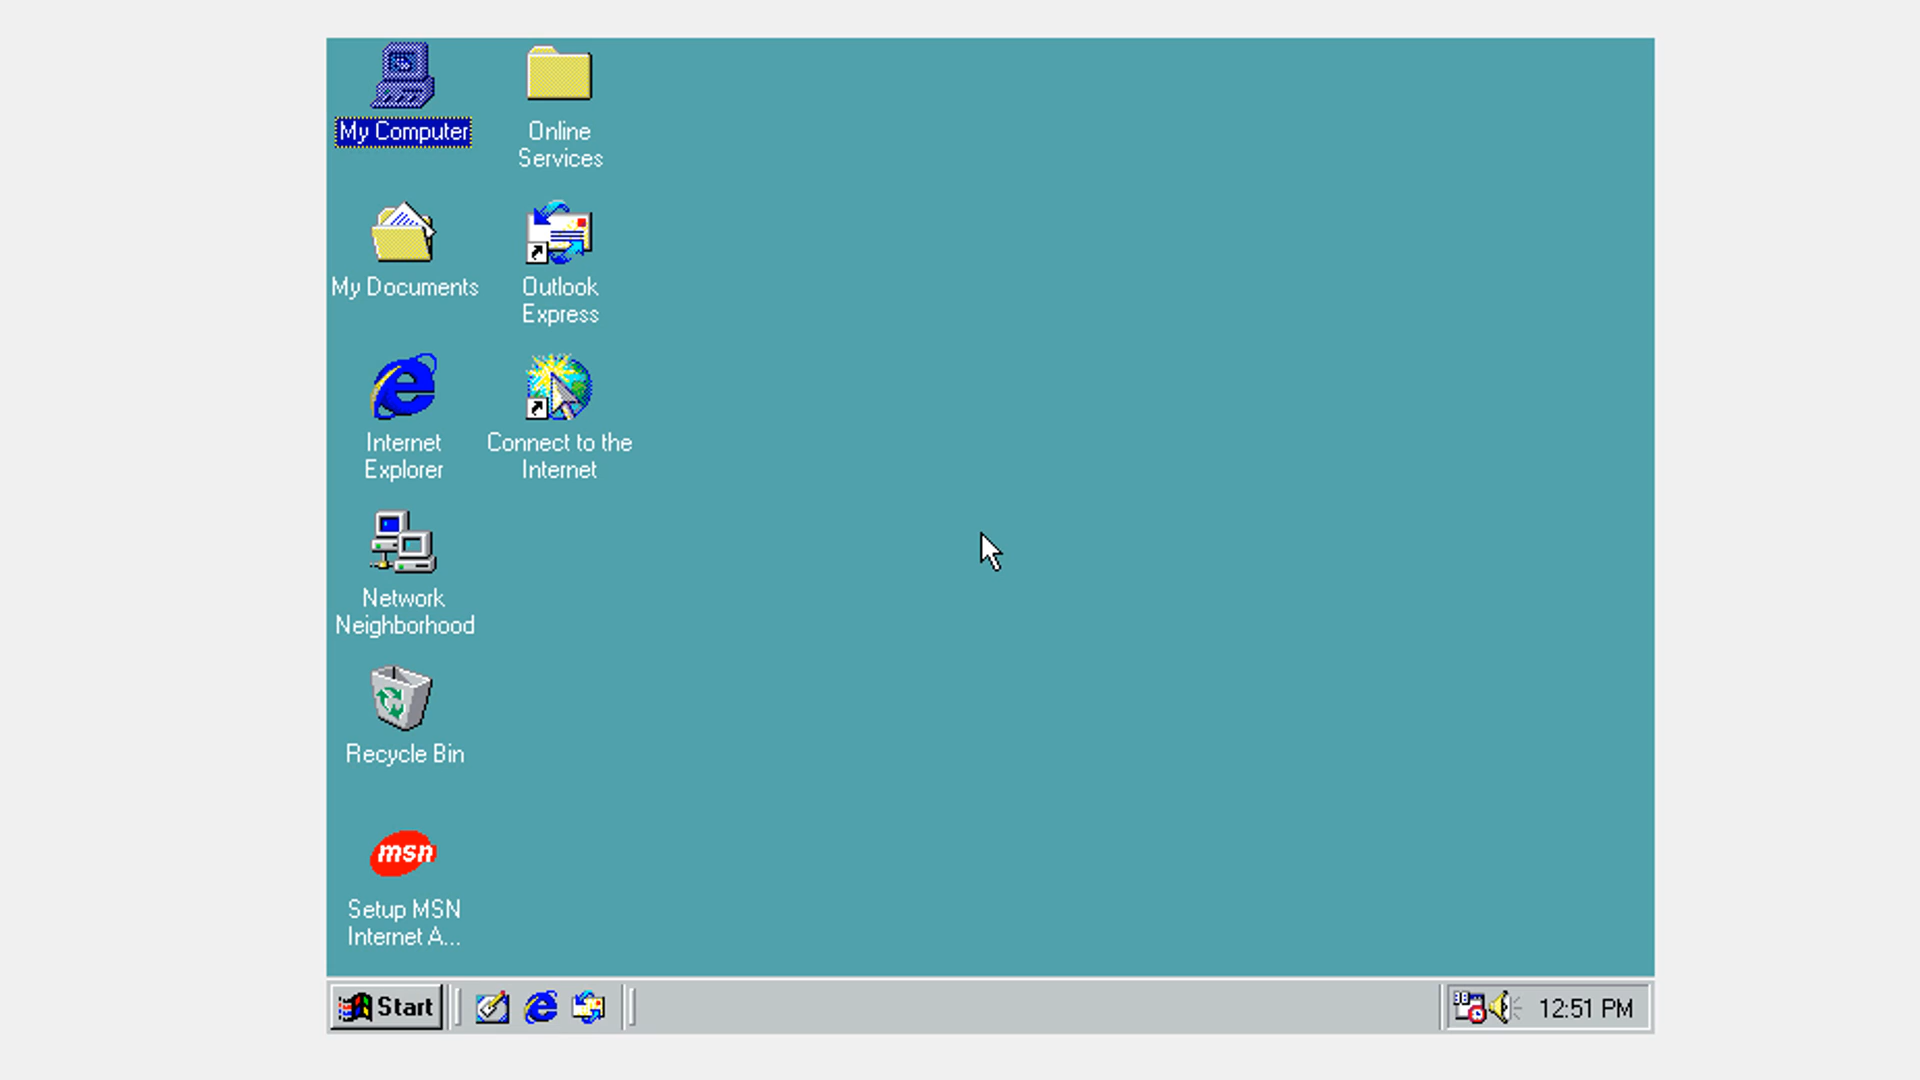 My Computer
Online
Services
My Documents
Outlook
Express
Internet
Explorer
Connect to the
Internet
Network
Neighborhood
Recycle Bin
msn
Setup MSN
Internet A...
Start
12:51 PM